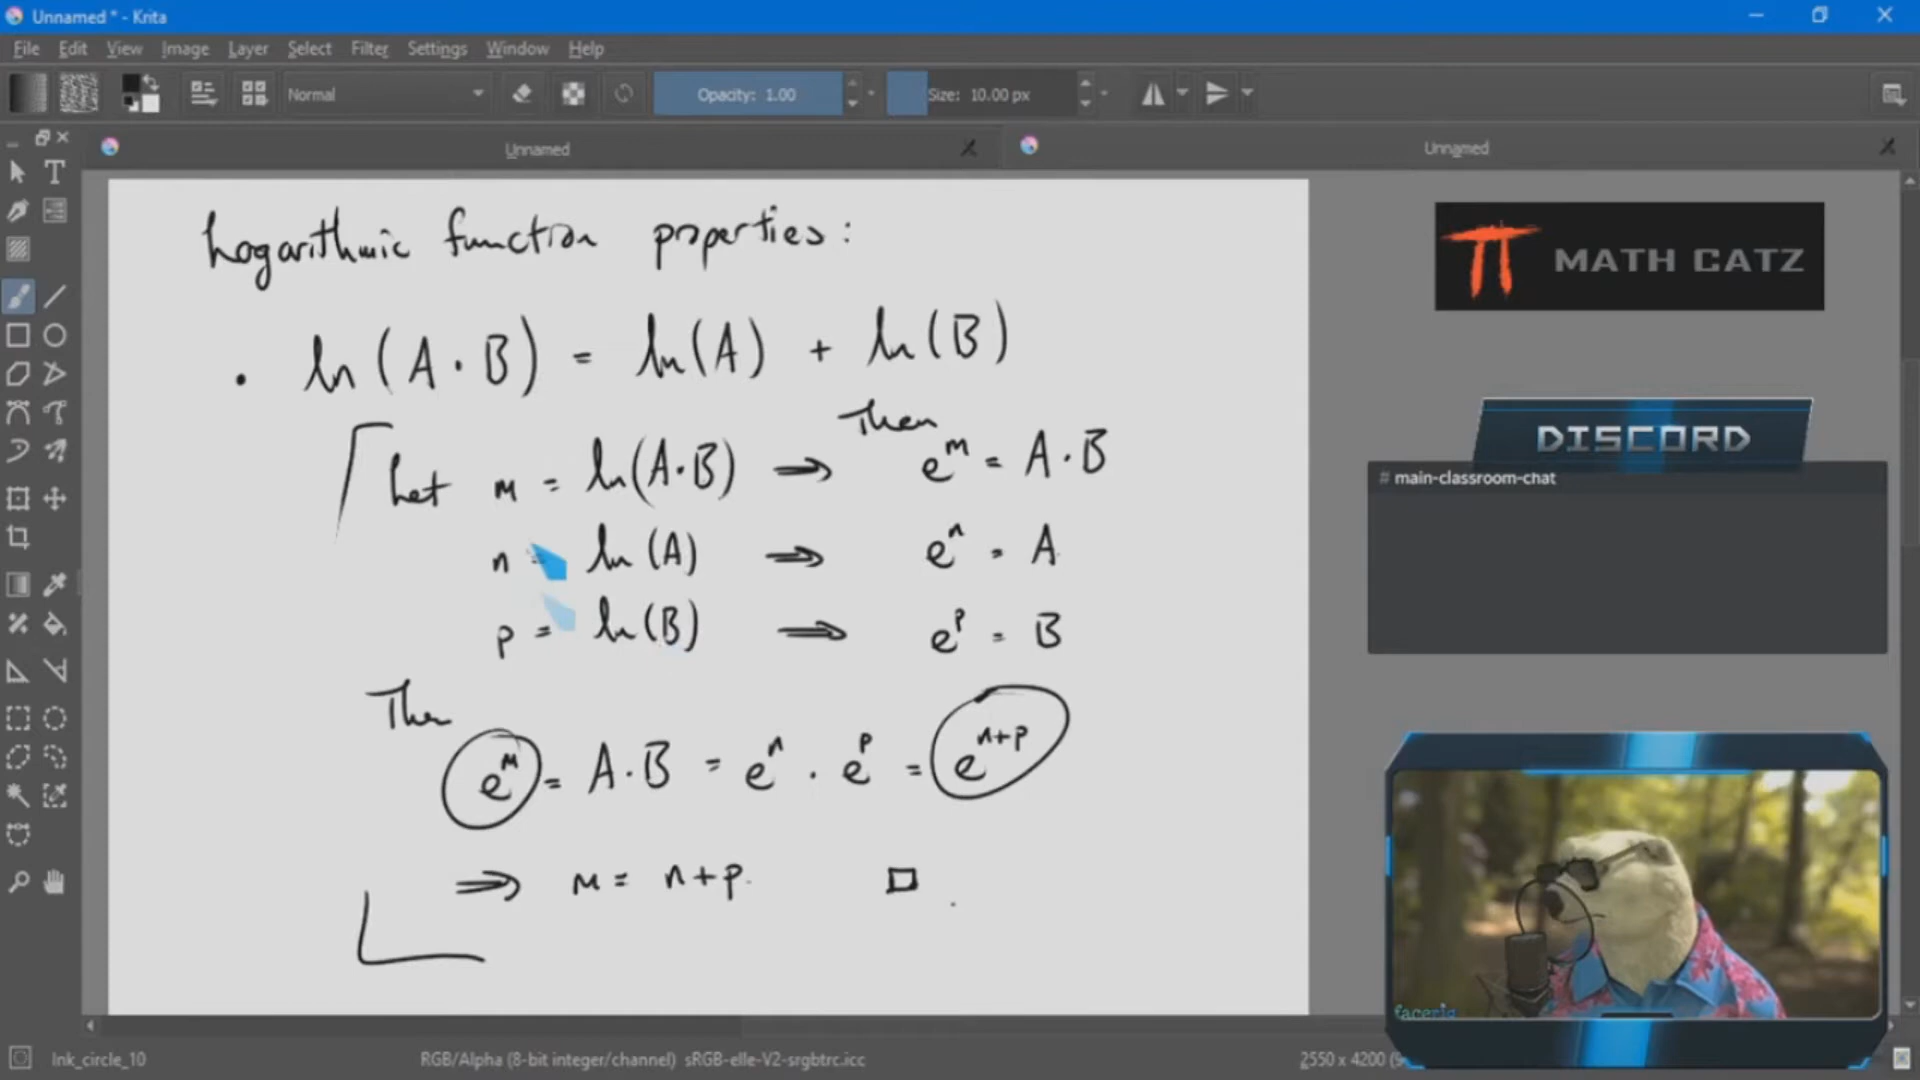 Unnamed * - Krita
File Edit View Image Layer Select Filter Settings Window Help
Normal Opacity: 1.00 Size: 10.00 px
Unnamed Unnamed
Logarithmic function properties:
• ln(A·B) = ln(A) + ln(B)
Then
Let m = ln(A·B) ⇒ e^m = A·B
n = ln(A) ⇒ e^n = A
p = ln(B) ⇒ e^p = B
Then
e^m = A·B = e^n · e^p = e^(n+p)
⇒ m = n+p. □
π MATH CATZ
DISCORD
# main-classroom-chat
facerig
Ink_circle_10 RGB/Alpha (8-bit integer/channel) sRGB-elle-V2-srgbtrc.icc 2550 x 4200